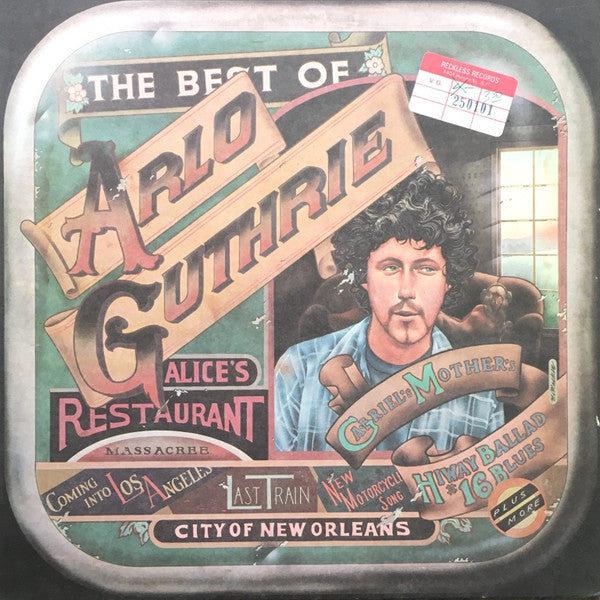 THE BEST OF
ARLO
GUTHRIE
RECKLESS RECORDS
V.G.
250101
ALICE'S
RESTAURANT
MASSACREE
GABRIEL'S MOTHER'S
HIWAY BALLAD
#16 BLUES
COMING INTO LOS ANGELES
LAST TRAIN
NEW
MOTORCYCLE
SONG
PLUS
MORE
CITY OF NEW ORLEANS